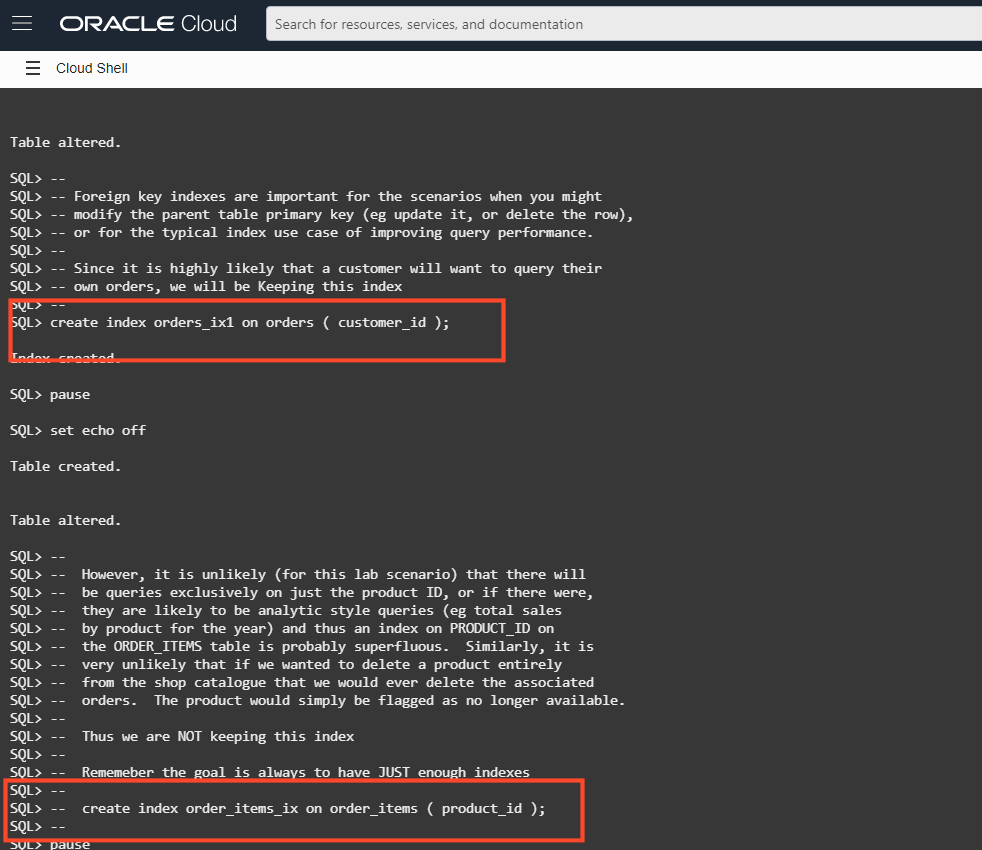 ORACLE Cloud
Search for resources, services, and documentation
Cloud Shell
Table altered.
SQL> --
SQL> -- Foreign key indexes are important for the scenarios when you might
SQL> -- modify the parent table primary key (eg update it, or delete the row),
SQL> -- or for the typical index use case of improving query performance.
SQL> --
SQL> -- Since it is highly likely that a customer will want to query their
SQL> -- own orders, we will be Keeping this index
SQL> --
SQL> create index orders_ix1 on orders ( customer_id );
Index created.
SQL> pause
SQL> set echo off
Table created.
Table altered.
SQL> --
SQL> --  However, it is unlikely (for this lab scenario) that there will
SQL> --  be queries exclusively on just the product ID, or if there were,
SQL> --  they are likely to be analytic style queries (eg total sales
SQL> --  by product for the year) and thus an index on PRODUCT_ID on
SQL> --  the ORDER_ITEMS table is probably superfluous.  Similarly, it is
SQL> --  very unlikely that if we wanted to delete a product entirely
SQL> --  from the shop catalogue that we would ever delete the associated
SQL> --  orders.  The product would simply be flagged as no longer available.
SQL> --
SQL> --  Thus we are NOT keeping this index
SQL> --
SQL> --  Rememeber the goal is always to have JUST enough indexes
SQL> --
SQL> --  create index order_items_ix on order_items ( product_id );
SQL> --
SQL> pause